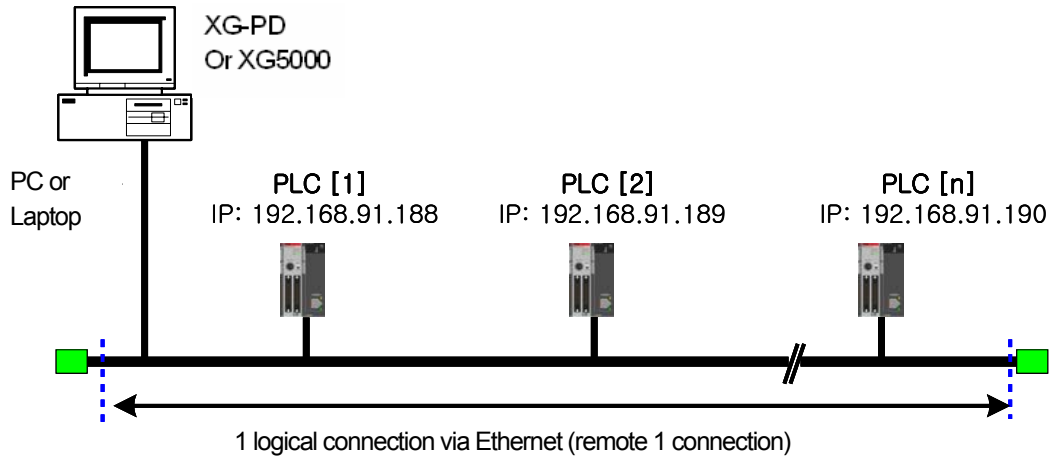 XG-PD
Or XG5000
PC or
Laptop
PLC [1]
IP: 192.168.91.188
PLC [2]
IP: 192.168.91.189
PLC [n]
IP: 192.168.91.190
1 logical connection via Ethernet (remote 1 connection)